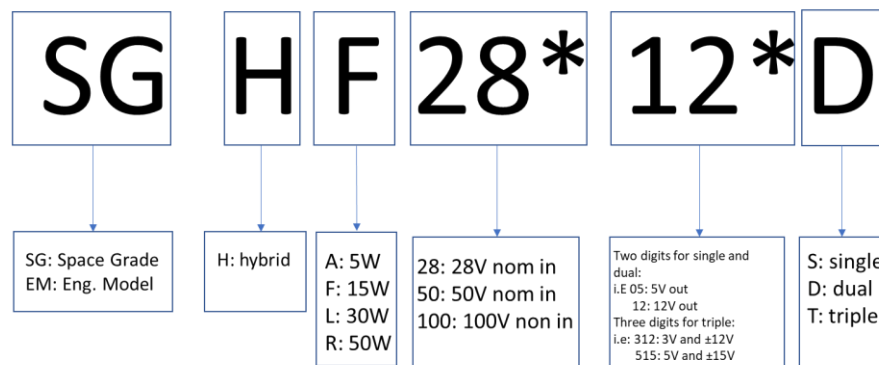 SG H F 28* 12* D
SG: Space Grade
EM: Eng. Model
H: hybrid
A: 5W
F: 15W
L: 30W
R: 50W
28: 28V nom in
50: 50V nom in
100: 100V non in
Two digits for single and
dual:
i.E 05: 5V out
12: 12V out
Three digits for triple:
i.e: 312: 3V and ±12V
515: 5V and ±15V
S: single
D: dual
T: triple